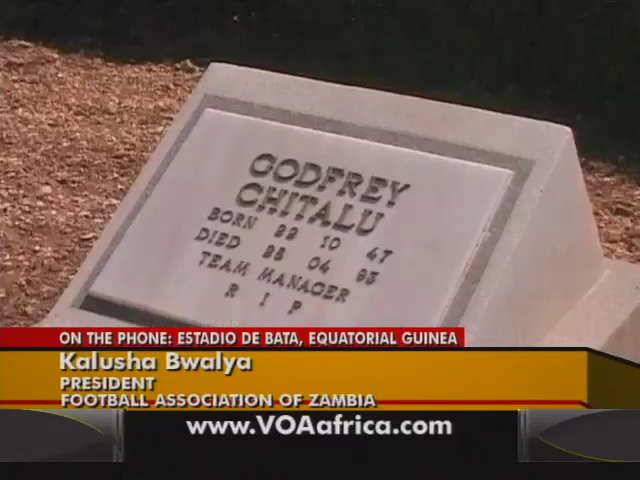 GODFREY
CHITALU
BORN 22 10 47
DIED 28 04 93
TEAM MANAGER
R I P
ON THE PHONE: ESTADIO DE BATA, EQUATORIAL GUINEA
Kalusha Bwalya
PRESIDENT
FOOTBALL ASSOCIATION OF ZAMBIA
www.VOAafrica.com